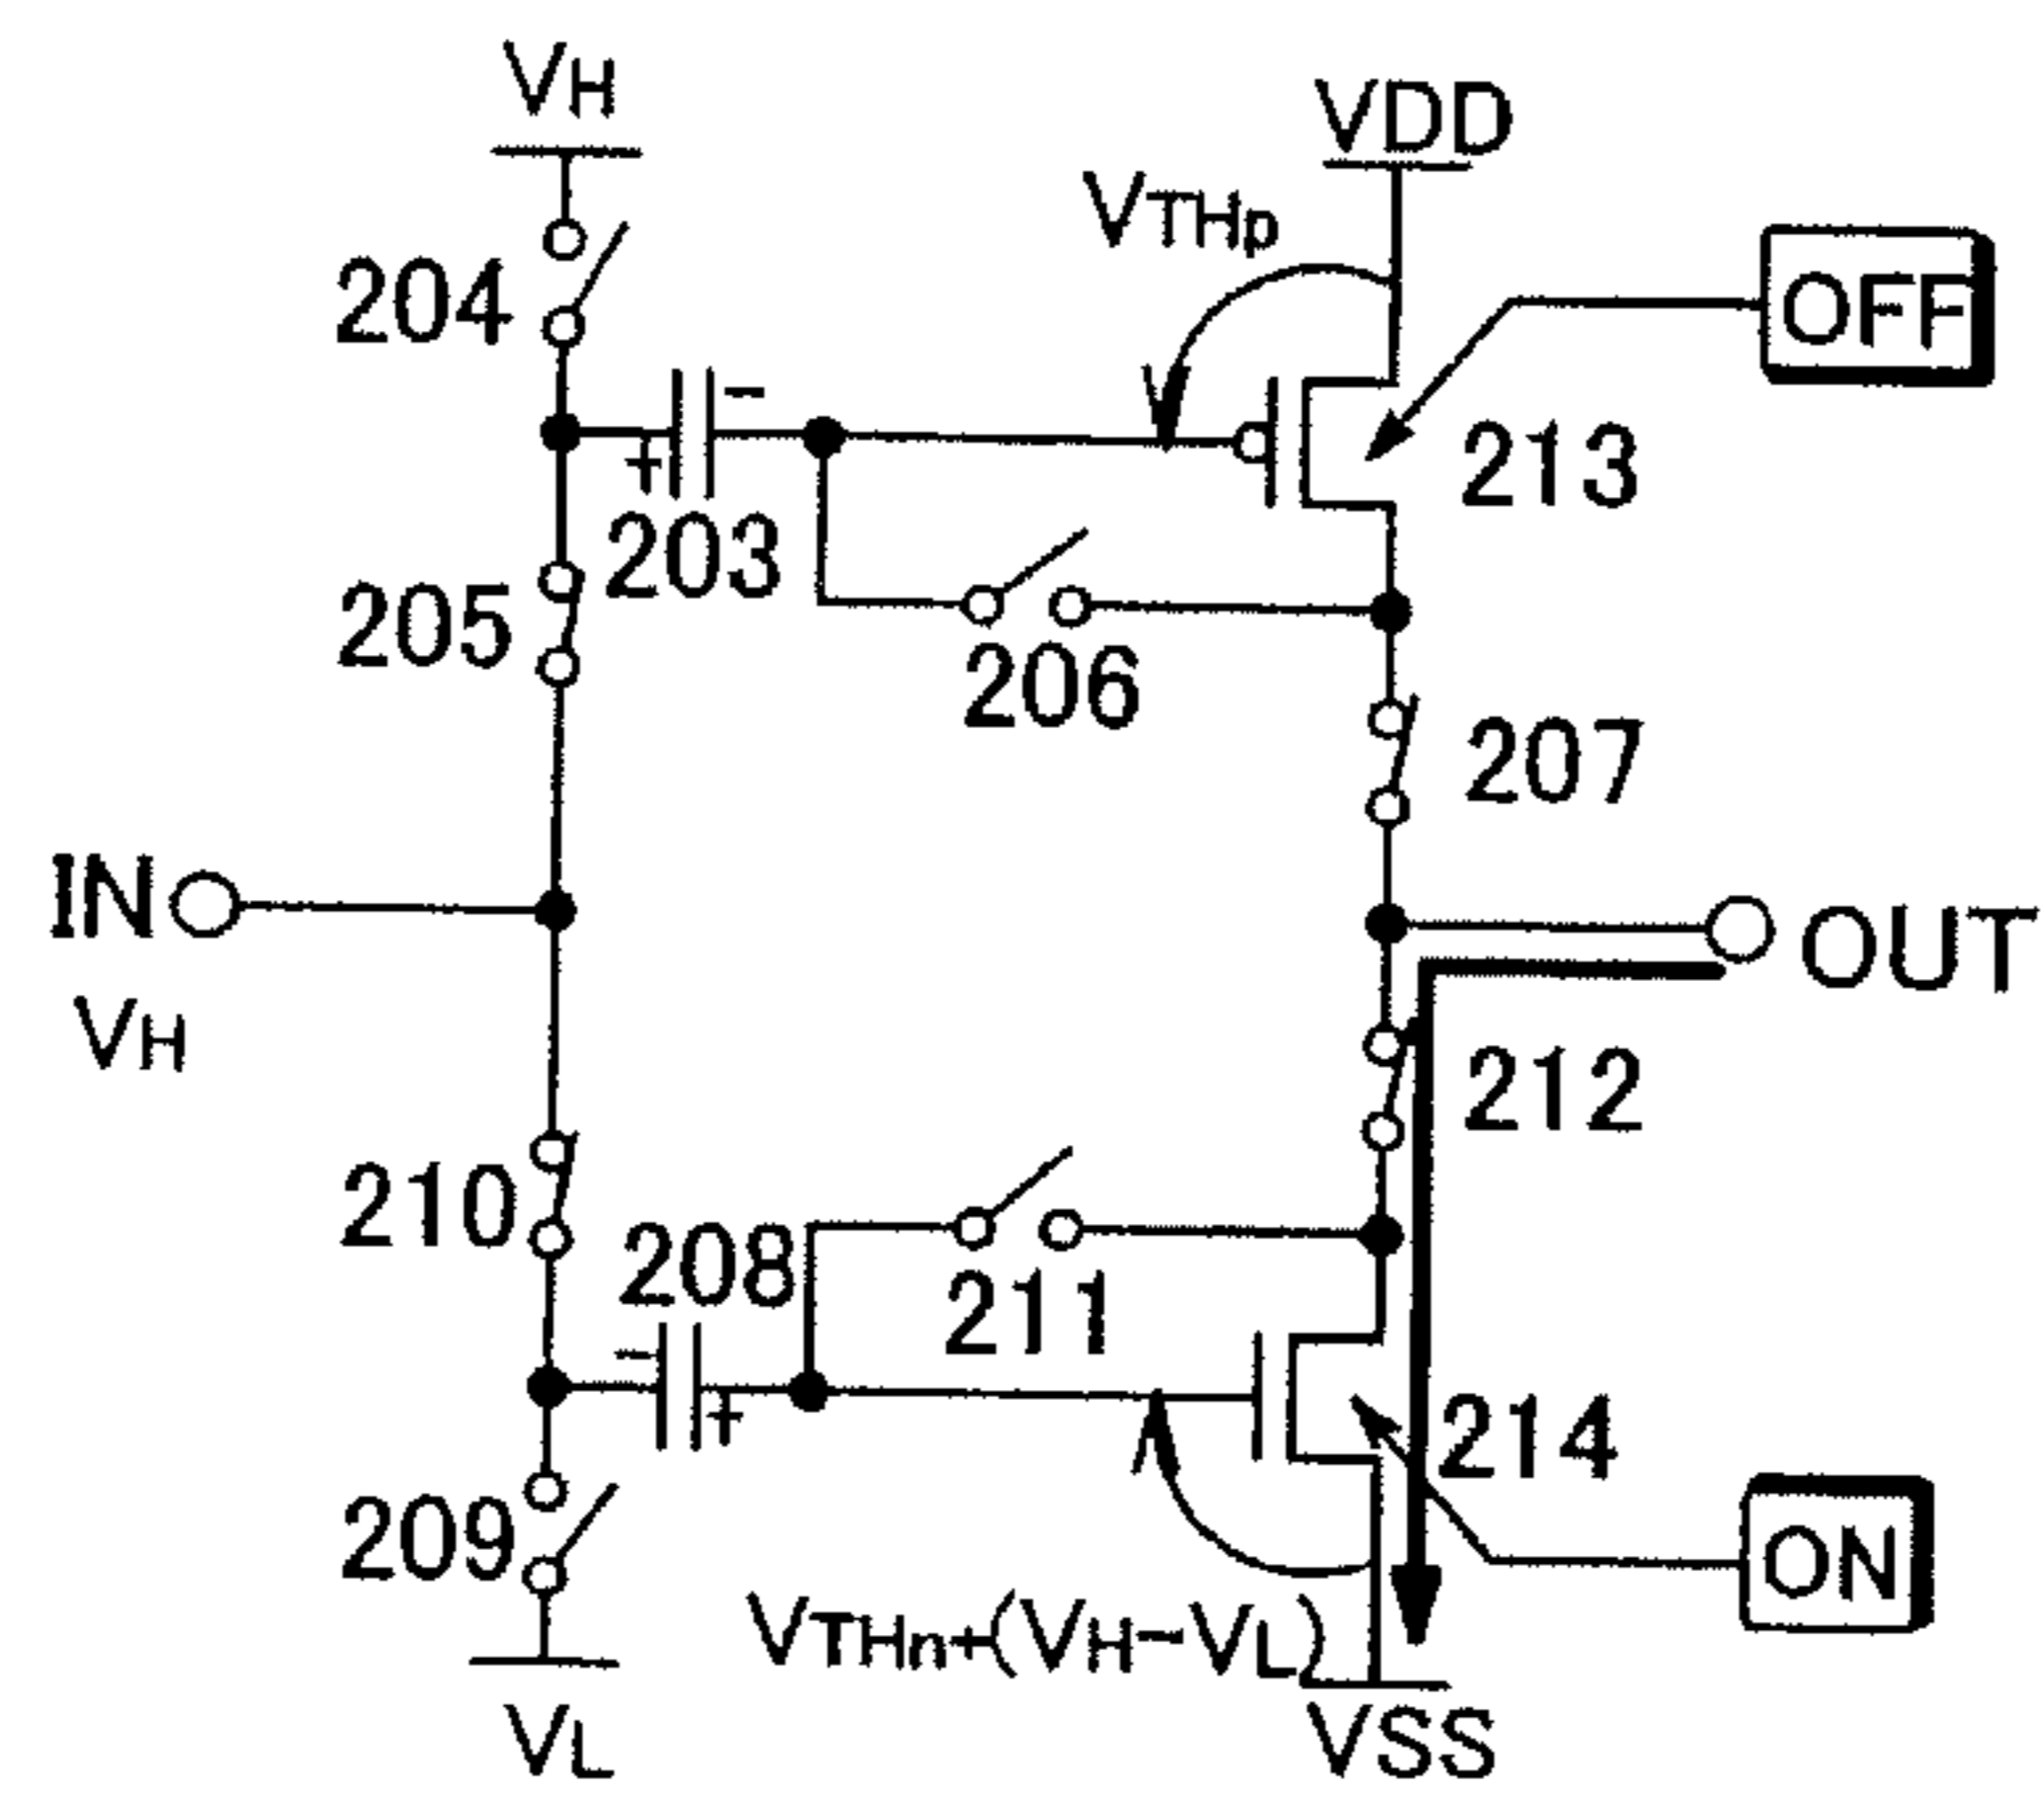 VH
VDD
VTHp
OFF
204
-
+
203
213
205
206
207
IN
OUT
VH
212
210
208
211
-
+
214
209
ON
VTHn+(VH-VL)
VL
VSS